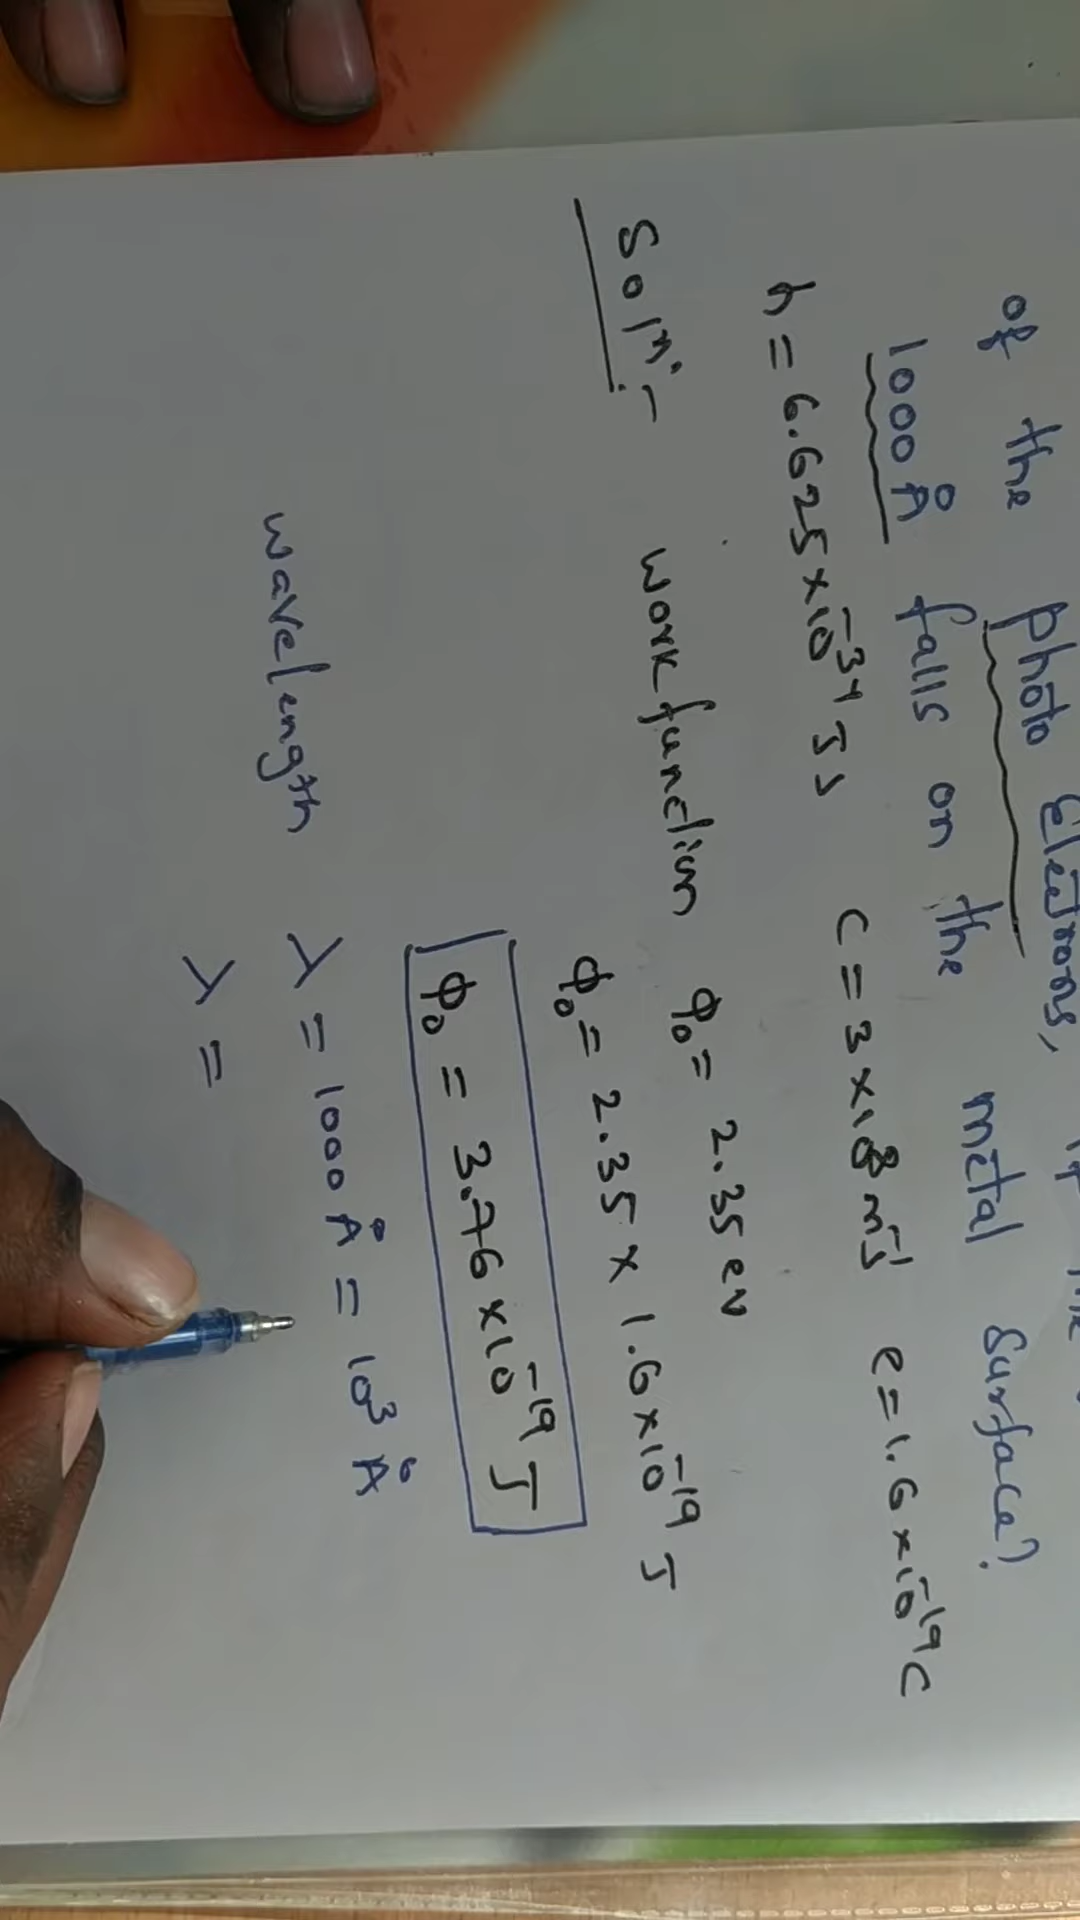 of the photo Electrons,
1000 Å falls on the metal surface?
h = 6.625×10⁻³⁴ Js c = 3×10⁸ ms⁻¹ e = 1.6×10⁻¹⁹ C
Soln:- work function φ₀ = 2.35 ev
φ₀ = 2.35 × 1.6×10⁻¹⁹ J
φ₀ = 3.76×10⁻¹⁹ J
wavelength λ = 1000 Å = 10³ Å
λ =